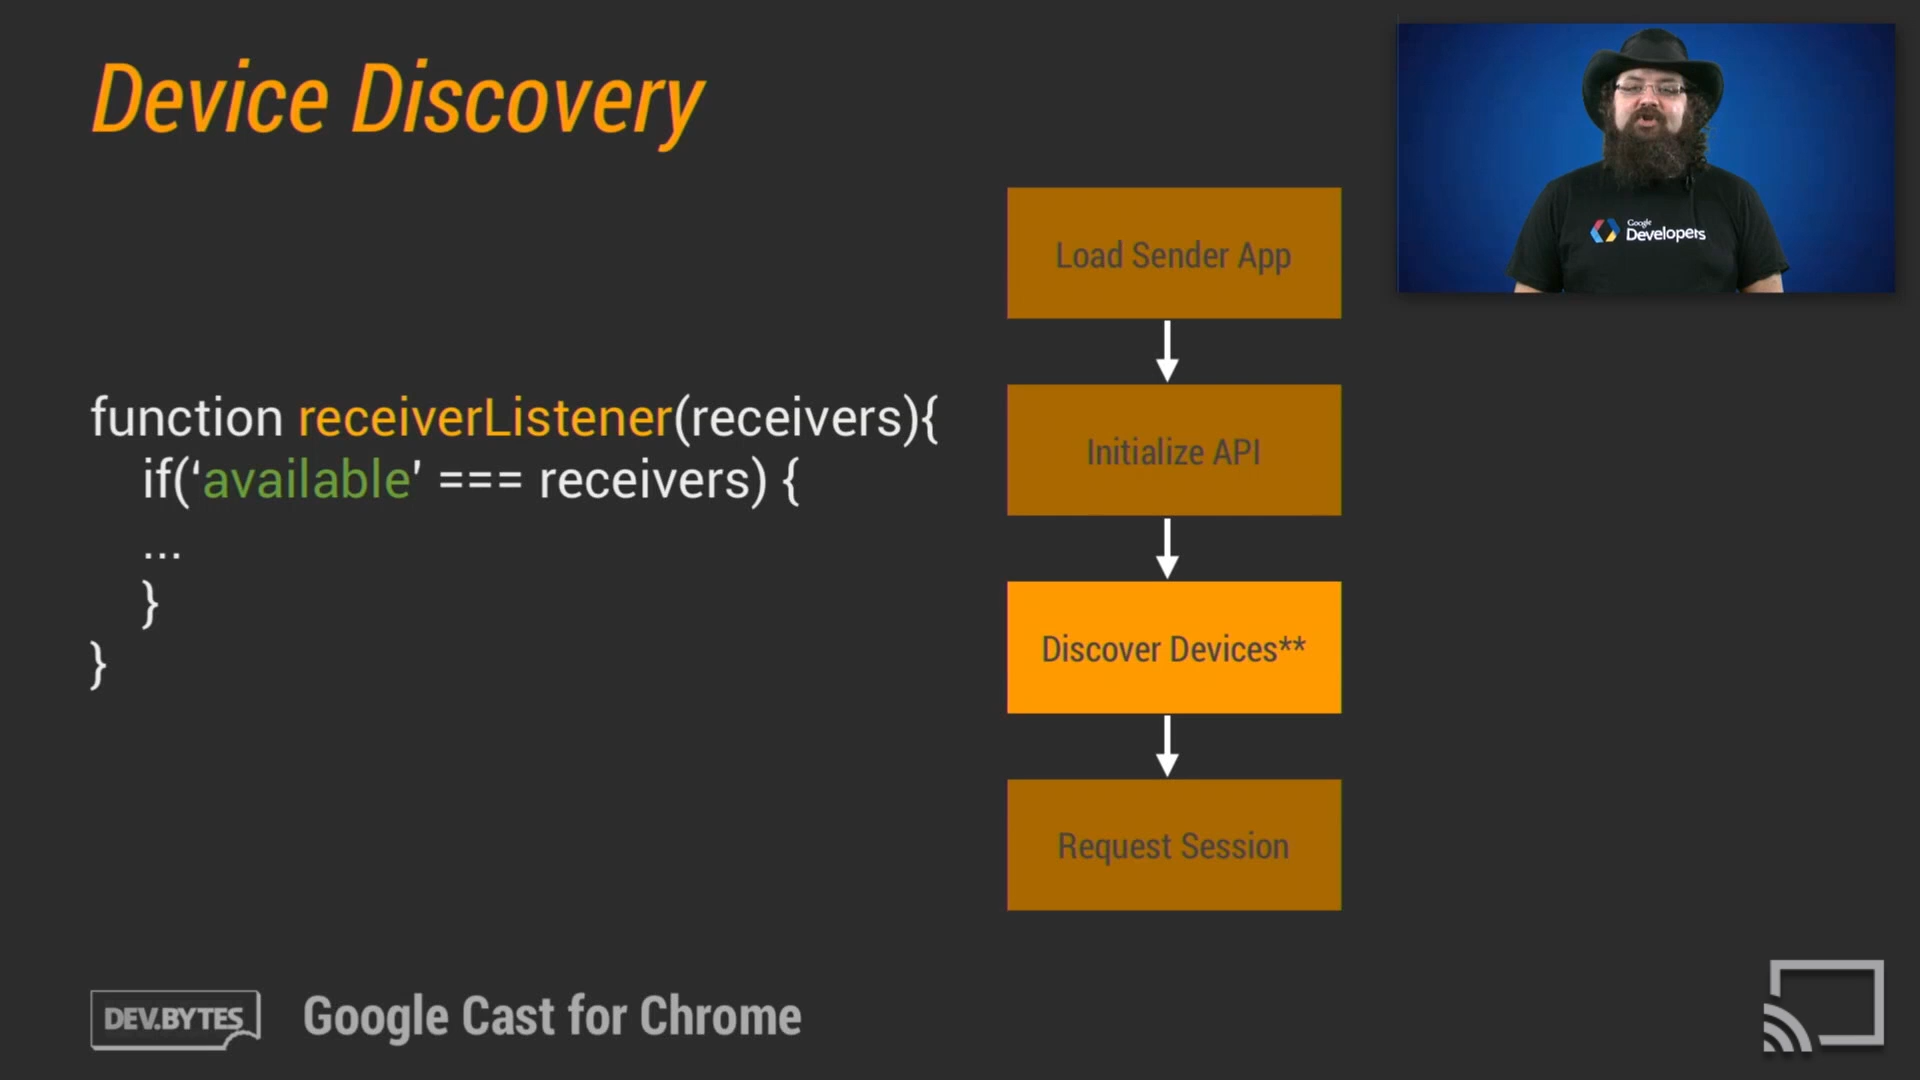 Device Discovery
function receiverListener(receivers){
if(‘available’ === receivers) {
...
}
}
Load Sender App
Initialize API
Discover Devices**
Request Session
Google
Developers
DEV.BYTES
Google Cast for Chrome